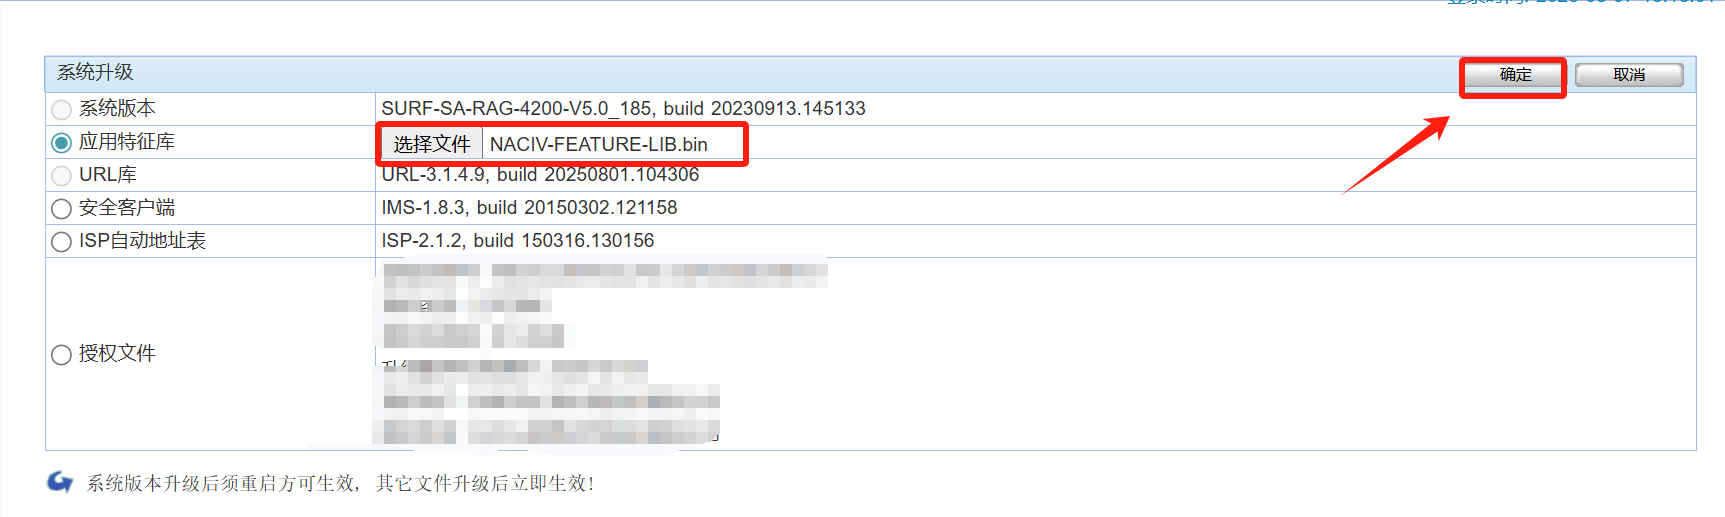 系统升级 确定 取消
系统版本 SURF-SA-RAG-4200-V5.0_185, build 20230913.145133
应用特征库 选择文件 NACIV-FEATURE-LIB.bin
URL库 URL-3.1.4.9, build 20250801.104306
安全客户端 IMS-1.8.3, build 20150302.121158
ISP自动地址表 ISP-2.1.2, build 150316.130156
授权文件
系统版本升级后须重启方可生效, 其它文件升级后立即生效!